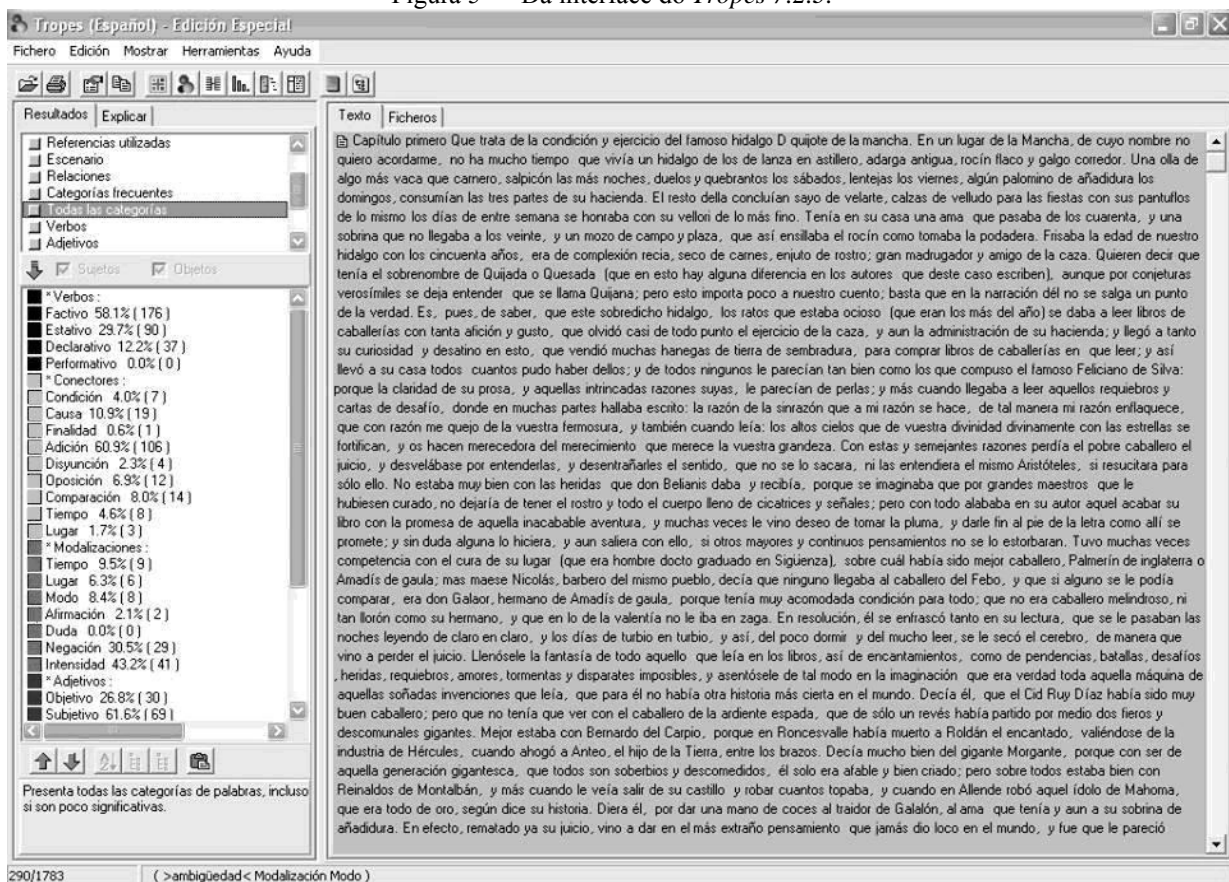 Figura 3 – Da interface do Tropes 7.2.3.
Tropes (Español) - Edición Especial
Fichero Edición Mostrar Herramientas Ayuda
Resultados Explicar
Referencias utilizadas
Escenario
Relaciones
Categorías frecuentes
Todas las categorías
Verbos
Adjetivos
Sujetos Objetos
* Verbos :
Factivo 58.1% ( 176 )
Estativo 29.7% ( 90 )
Declarativo 12.2% ( 37 )
Performativo 0.0% ( 0 )
* Conectores :
Condición 4.0% ( 7 )
Causa 10.9% ( 19 )
Finalidad 0.6% ( 1 )
Adición 60.9% ( 106 )
Disyunción 2.3% ( 4 )
Oposición 6.9% ( 12 )
Comparación 8.0% ( 14 )
Tiempo 4.6% ( 8 )
Lugar 1.7% ( 3 )
* Modalizaciones :
Tiempo 9.5% ( 9 )
Lugar 6.3% ( 6 )
Modo 8.4% ( 8 )
Afirmación 2.1% ( 2 )
Duda 0.0% ( 0 )
Negación 30.5% ( 29 )
Intensidad 43.2% ( 41 )
* Adjetivos :
Objetivo 26.8% ( 30 )
Subjetivo 61.6% ( 69 )
Presenta todas las categorías de palabras, incluso
si son poco significativas.
Texto Ficheros
Capítulo primero Que trata de la condición y ejercicio del famoso hidalgo D quijote de la mancha. En un lugar de la Mancha, de cuyo nombre no
quiero acordarme, no ha mucho tiempo que vivía un hidalgo de los de lanza en astillero, adarga antigua, rocín flaco y galgo corredor. Una olla de
algo más vaca que carnero, salpicón las más noches, duelos y quebrantos los sábados, lentejas los viernes, algún palomino de añadidura los
domingos, consumían las tres partes de su hacienda. El resto della concluían sayo de velarte, calzas de velludo para las fiestas con sus pantuflos
de lo mismo los días de entre semana se honraba con su vellori de lo más fino. Tenía en su casa una ama que pasaba de los cuarenta, y una
sobrina que no llegaba a los veinte, y un mozo de campo y plaza, que así ensillaba el rocín como tomaba la podadera. Frisaba la edad de nuestro
hidalgo con los cincuenta años, era de complexión recia, seco de carnes, enjuto de rostro; gran madrugador y amigo de la caza. Quieren decir que
tenía el sobrenombre de Quijada o Quesada (que en esto hay alguna diferencia en los autores que deste caso escriben), aunque por conjeturas
verosímiles se deja entender que se llama Quijana; pero esto importa poco a nuestro cuento; basta que en la narración dél no se salga un punto
de la verdad. Es, pues, de saber, que este sobredicho hidalgo, los ratos que estaba ocioso (que eran los más del año) se daba a leer libros de
caballerías con tanta afición y gusto, que olvidó casi de todo punto el ejercicio de la caza, y aun la administración de su hacienda; y llegó a tanto
su curiosidad y desatino en esto, que vendió muchas hanegas de tierra de sembradura, para comprar libros de caballerías en que leer; y así
llevó a su casa todos cuantos pudo haber dellos; y de todos ningunos le parecían tan bien como los que compuso el famoso Feliciano de Silva:
porque la claridad de su prosa, y aquellas intrincadas razones suyas, le parecían de perlas; y más cuando llegaba a leer aquellos requiebros y
cartas de desafío, donde en muchas partes hallaba escrito: la razón de la sinrazón que a mi razón se hace, de tal manera mi razón enflaquece,
que con razón me quejo de la vuestra fermosura, y también cuando leía: los altos cielos que de vuestra divinidad divinamente con las estrellas se
fortifican, y os hacen merecedora del merecimiento que merece la vuestra grandeza. Con estas y semejantes razones perdía el pobre caballero el
juicio, y desvelábase por entenderlas, y desentrañarles el sentido, que no se lo sacara, ni las entendiera el mismo Aristóteles, si resucitara para
sólo ello. No estaba muy bien con las heridas que don Belianis daba y recibía, porque se imaginaba que por grandes maestros que le
hubiesen curado, no dejaría de tener el rostro y todo el cuerpo lleno de cicatrices y señales; pero con todo alababa en su autor aquel acabar su
libro con la promesa de aquella inacabable aventura, y muchas veces le vino deseo de tomar la pluma, y darle fin al pie de la letra como allí se
promete; y sin duda alguna lo hiciera, y aun saliera con ello, si otros mayores y continuos pensamientos no se lo estorbaran. Tuvo muchas veces
competencia con el cura de su lugar (que era hombre docto graduado en Sigüenza), sobre cuál había sido mejor caballero, Palmerín de inglaterra o
Amadís de gaula; mas maese Nicolás, barbero del mismo pueblo, decía que ninguno llegaba al caballero del Febo, y que si alguno se le podía
comparar, era don Galaor, hermano de Amadís de gaula, porque tenía muy acomodada condición para todo; que no era caballero melindroso, ni
tan llorón como su hermano, y que en lo de la valentía no le iba en zaga. En resolución, él se enfrascó tanto en su lectura, que se le pasaban las
noches leyendo de claro en claro, y los días de turbio en turbio, y así, del poco dormir y del mucho leer, se le secó el cerebro, de manera que
vino a perder el juicio. Llenósele la fantasía de todo aquello que leía en los libros, así de encantamientos, como de pendencias, batallas, desafíos
, heridas, requiebros, amores, tormentas y disparates imposibles, y asentósele de tal modo en la imaginación que era verdad toda aquella máquina de
aquellas soñadas invenciones que leía, que para él no había otra historia más cierta en el mundo. Decía él, que el Cid Ruy Díaz había sido muy
buen caballero; pero que no tenía que ver con el caballero de la ardiente espada, que de sólo un revés había partido por medio dos fieros y
descomunales gigantes. Mejor estaba con Bernardo del Carpio, porque en Roncesvalle había muerto a Roldán el encantado, valiéndose de la
industria de Hércules, cuando ahogó a Anteo, el hijo de la Tierra, entre los brazos. Decía mucho bien del gigante Morgante, porque con ser de
aquella generación gigantesca, que todos son soberbios y descomedidos, él solo era afable y bien criado; pero sobre todos estaba bien con
Reinaldos de Montalbán, y más cuando le veía salir de su castillo y robar cuantos topaba, y cuando en Allende robó aquel ídolo de Mahoma,
que era todo de oro, según dice su historia. Diera él, por dar una mano de coces al traidor de Galalón, al ama que tenía y aun a su sobrina de
añadidura. En efecto, rematado ya su juicio, vino a dar en el más extraño pensamiento que jamás dio loco en el mundo, y fue que le pareció
290/1783 ( >ambigüedad< Modalización Modo )